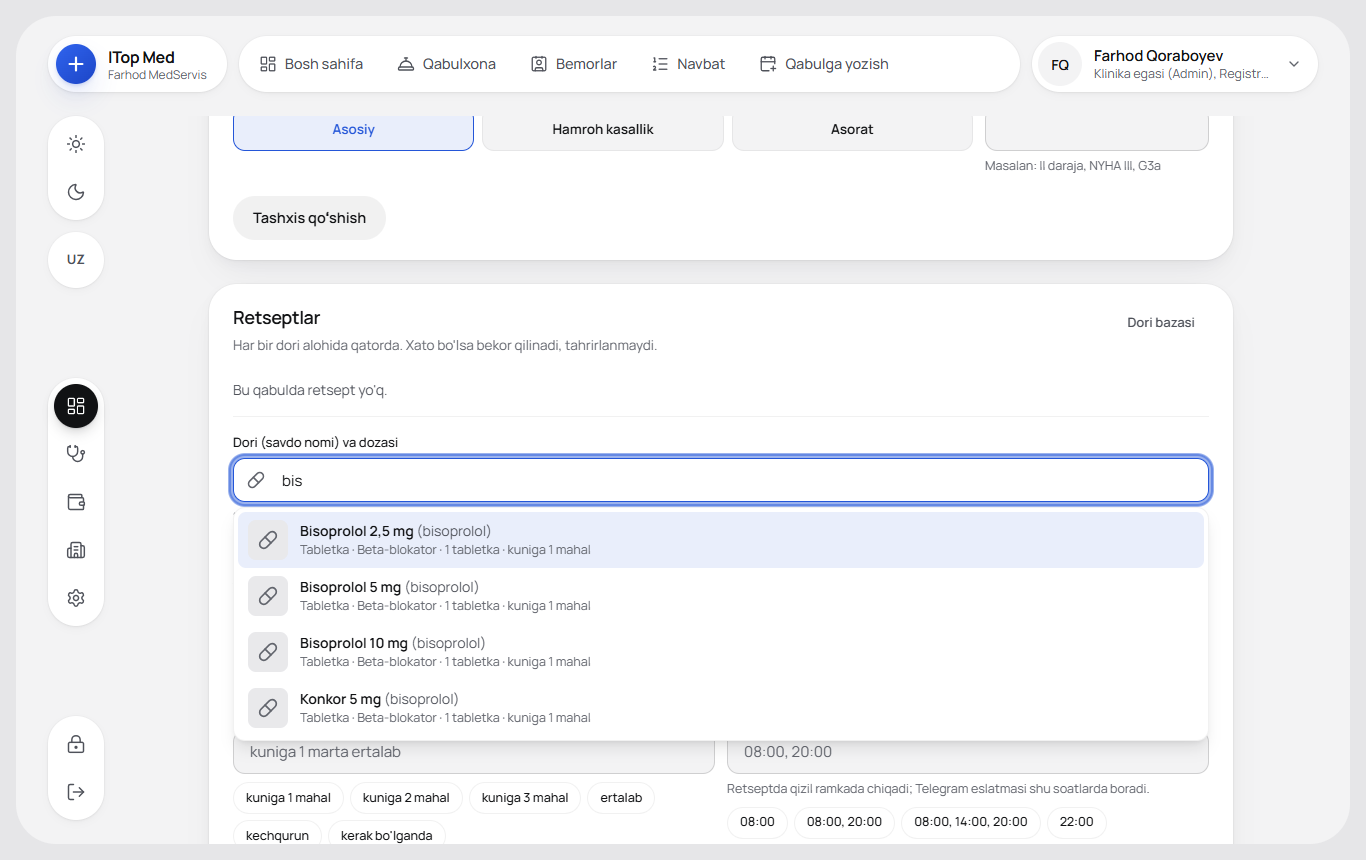 ITop Med
Farhod MedServis
Bosh sahifa
Qabulxona
Bemorlar
Navbat
Qabulga yozish
FQ
Farhod Qoraboyev
Klinika egasi (Admin), Registr...
UZ
Asosiy
Hamroh kasallik
Asorat
Masalan: II daraja, NYHA III, G3a
Tashxis qoʻshish
Retseptlar
Dori bazasi
Har bir dori alohida qatorda. Xato bo'lsa bekor qilinadi, tahrirlanmaydi.
Bu qabulda retsept yo'q.
Dori (savdo nomi) va dozasi
bis
Bisoprolol 2,5 mg (bisoprolol)
Tabletka · Beta-blokator · 1 tabletka · kuniga 1 mahal
Bisoprolol 5 mg (bisoprolol)
Tabletka · Beta-blokator · 1 tabletka · kuniga 1 mahal
Bisoprolol 10 mg (bisoprolol)
Tabletka · Beta-blokator · 1 tabletka · kuniga 1 mahal
Konkor 5 mg (bisoprolol)
Tabletka · Beta-blokator · 1 tabletka · kuniga 1 mahal
kuniga 1 marta ertalab
08:00, 20:00
kuniga 1 mahal
kuniga 2 mahal
kuniga 3 mahal
ertalab
kechqurun
kerak bo'lganda
Retseptda qizil ramkada chiqadi; Telegram eslatmasi shu soatlarda boradi.
08:00
08:00, 20:00
08:00, 14:00, 20:00
22:00